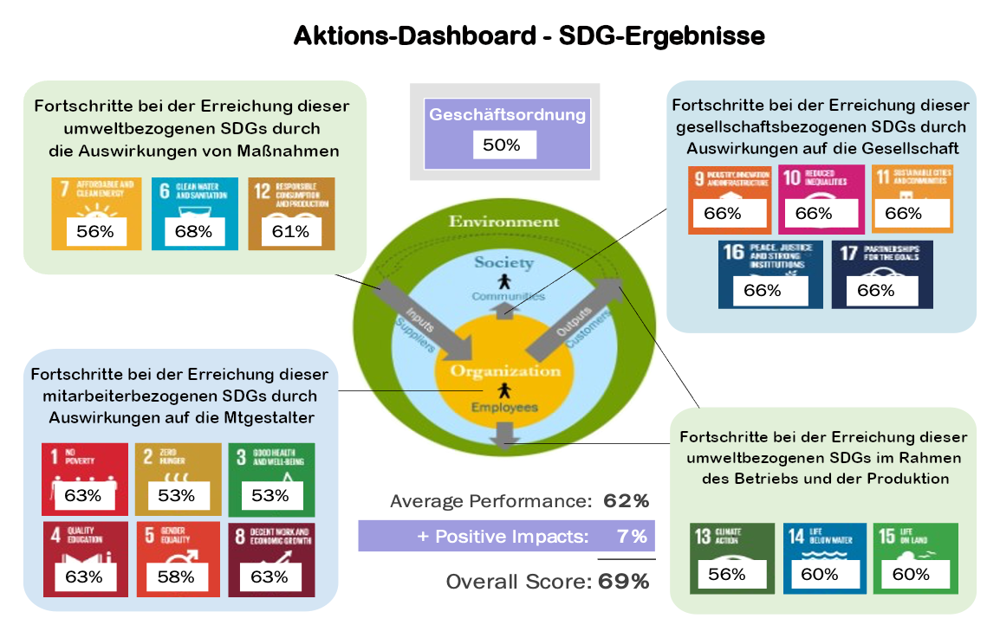 Aktions-Dashboard - SDG-Ergebnisse
Fortschritte bei der Erreichung dieser
umweltbezogenen SDGs durch
die Auswirkungen von Maßnahmen
7 AFFORDABLE AND
CLEAN ENERGY
56%
6 CLEAN WATER
AND SANITATION
68%
12 RESPONSIBLE
CONSUMPTION
AND PRODUCTION
61%
Geschäftsordnung
50%
Fortschritte bei der Erreichung dieser
gesellschaftsbezogenen SDGs durch
Auswirkungen auf die Gesellschaft
9 INDUSTRY, INNOVATION
AND INFRASTRUCTURE
66%
10 REDUCED
INEQUALITIES
66%
11 SUSTAINABLE CITIES
AND COMMUNITIES
66%
16 PEACE, JUSTICE
AND STRONG
INSTITUTIONS
66%
17 PARTNERSHIPS
FOR THE GOALS
66%
Environment
Society
Communities
Inputs
Suppliers
Outputs
Customers
Organization
Employees
Fortschritte bei der Erreichung dieser
mitarbeiterbezogenen SDGs durch
Auswirkungen auf die Mtgestalter
1 NO
POVERTY
63%
2 ZERO
HUNGER
53%
3 GOOD HEALTH
AND WELL-BEING
53%
4 QUALITY
EDUCATION
63%
5 GENDER
EQUALITY
58%
8 DECENT WORK AND
ECONOMIC GROWTH
63%
Average Performance: 62%
+ Positive Impacts: 7%
Overall Score: 69%
Fortschritte bei der Erreichung dieser
umweltbezogenen SDGs im Rahmen
des Betriebs und der Produktion
13 CLIMATE
ACTION
56%
14 LIFE
BELOW WATER
60%
15 LIFE
ON LAND
60%